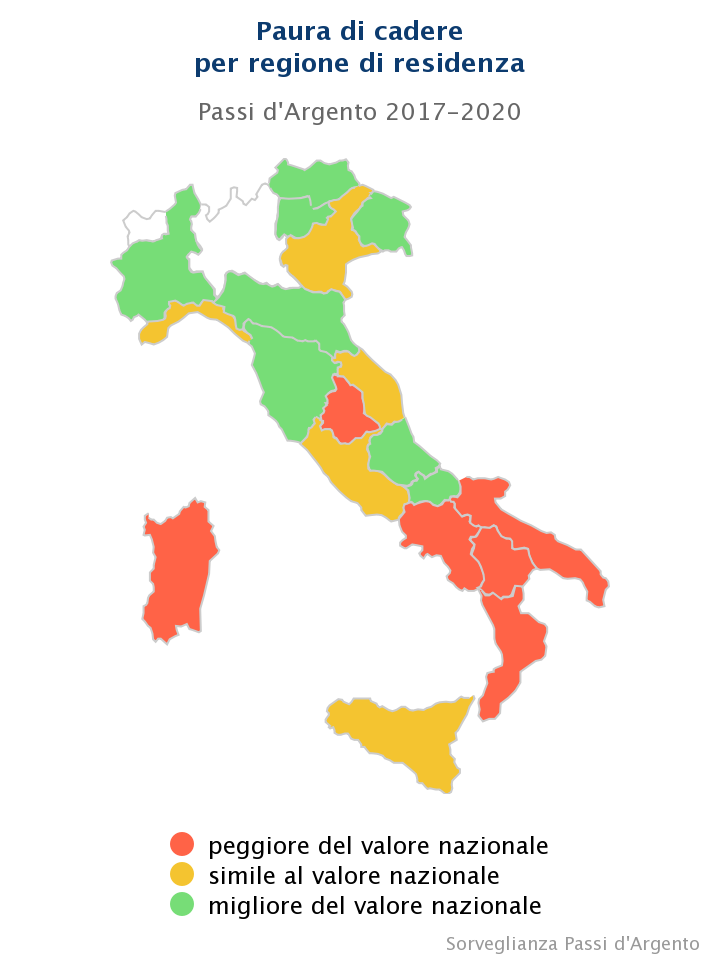 Paura di cadere
per regione di residenza
Passi d'Argento 2017-2020
peggiore del valore nazionale
simile al valore nazionale
migliore del valore nazionale
Sorveglianza Passi d'Argento